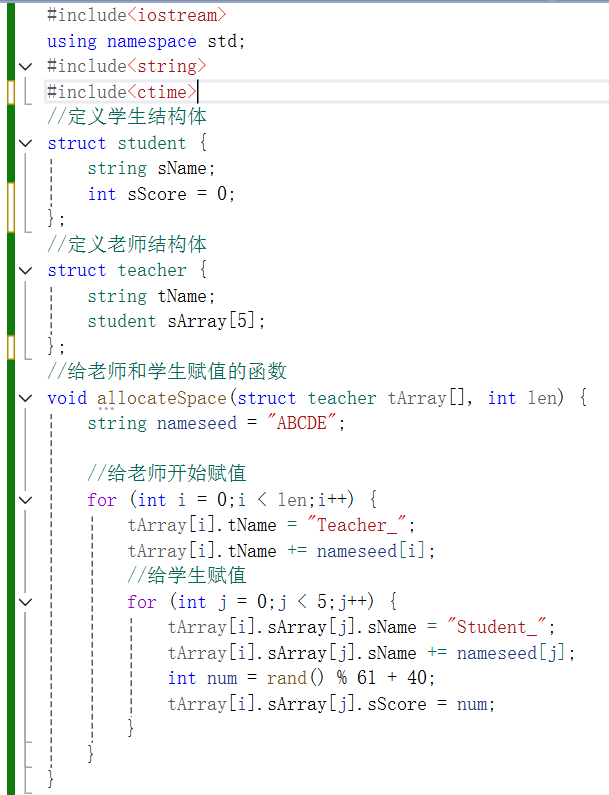 #include<iostream>
using namespace std;
#include<string>
#include<ctime>
//定义学生结构体
struct student {
    string sName;
    int sScore = 0;
};
//定义老师结构体
struct teacher {
    string tName;
    student sArray[5];
};
//给老师和学生赋值的函数
void allocateSpace(struct teacher tArray[], int len) {
    string nameseed = "ABCDE";

    //给老师开始赋值
    for (int i = 0;i < len;i++) {
        tArray[i].tName = "Teacher_";
        tArray[i].tName += nameseed[i];
        //给学生赋值
        for (int j = 0;j < 5;j++) {
            tArray[i].sArray[j].sName = "Student_";
            tArray[i].sArray[j].sName += nameseed[j];
            int num = rand() % 61 + 40;
            tArray[i].sArray[j].sScore = num;
        }
    }
}